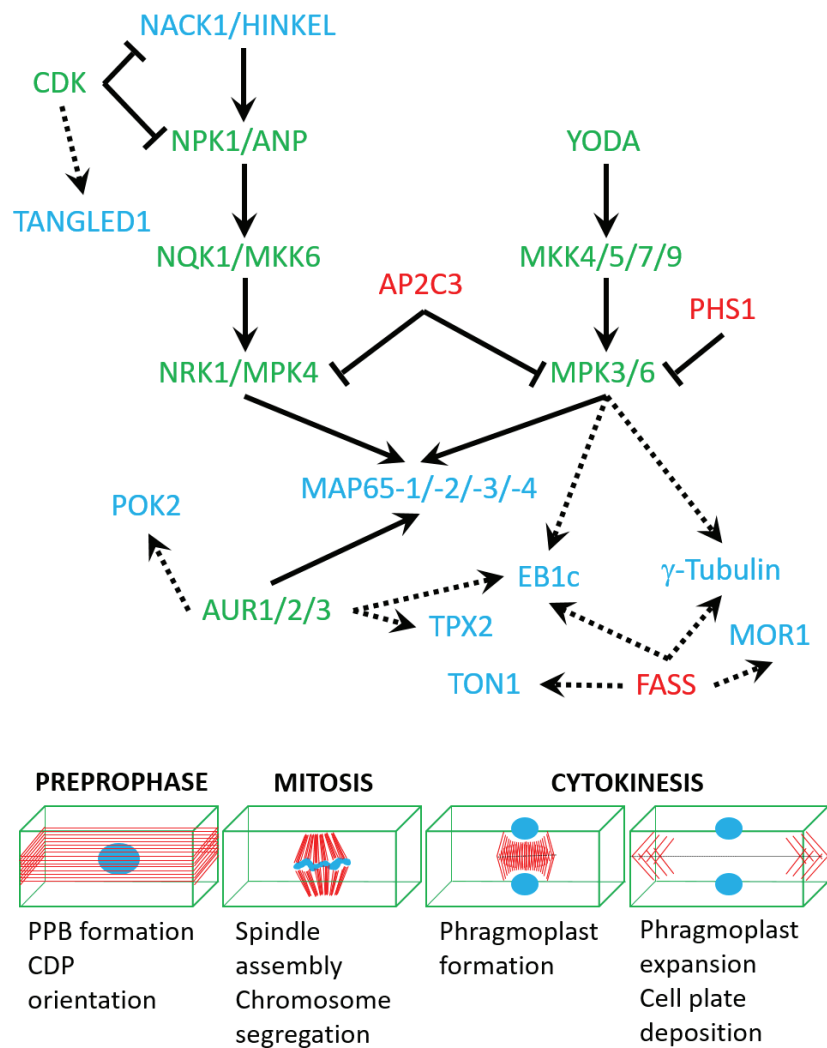 NACK1/HINKEL
CDK
NPK1/ANP
YODA
TANGLED1
NQK1/MKK6
MKK4/5/7/9
AP2C3
PHS1
NRK1/MPK4
MPK3/6
MAP65-1/-2/-3/-4
POK2
EB1c
γ-Tubulin
AUR1/2/3
TPX2
MOR1
TON1
FASS
PREPROPHASE
MITOSIS
CYTOKINESIS
PPB formation
CDP
orientation
Spindle
assembly
Chromosome
segregation
Phragmoplast
formation
Phragmoplast
expansion
Cell plate
deposition